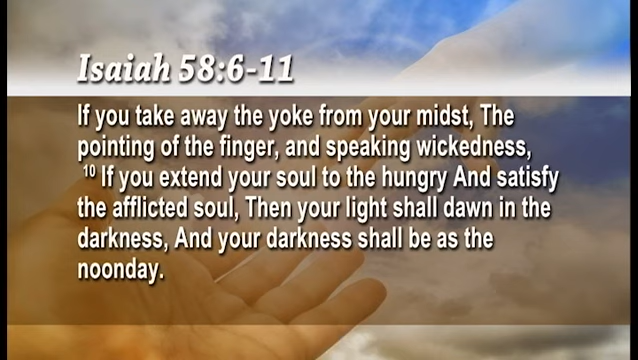 Isaiah 58:6-11
If you take away the yoke from your midst, The
pointing of the finger, and speaking wickedness,
10 If you extend your soul to the hungry And satisfy
the afflicted soul, Then your light shall dawn in the
darkness, And your darkness shall be as the
noonday.